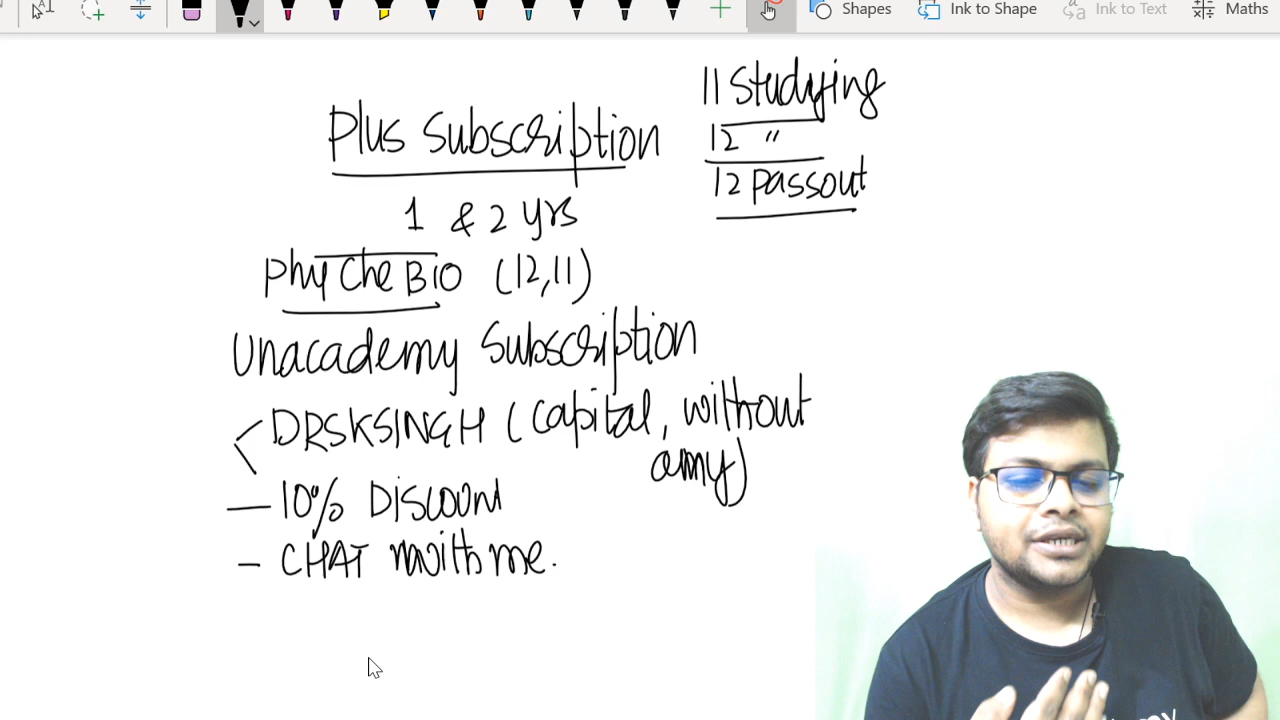 Shapes
Ink to Shape
Ink to Text
Maths
Plus Subscription
11 Studying
12 "
12 Passout
1 & 2 yrs
Phy Che Bio (12,11)
Unacademy Subscription
DRSKSINGH (Capital, without any)
- 10% Discount
- CHAT with me.